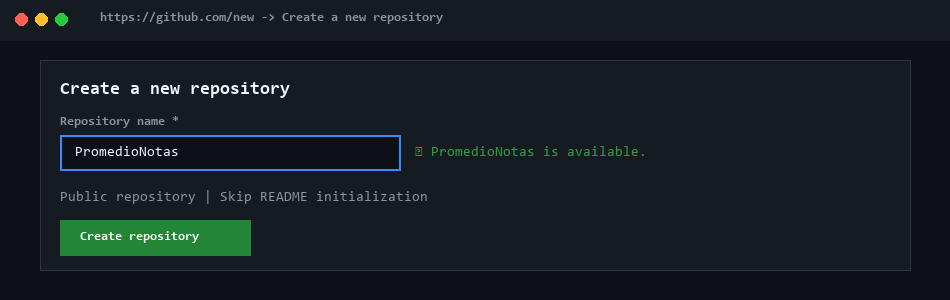 https://github.com/new -> Create a new repository
Create a new repository
Repository name *
PromedioNotas
PromedioNotas is available.
Public repository | Skip README initialization
Create repository